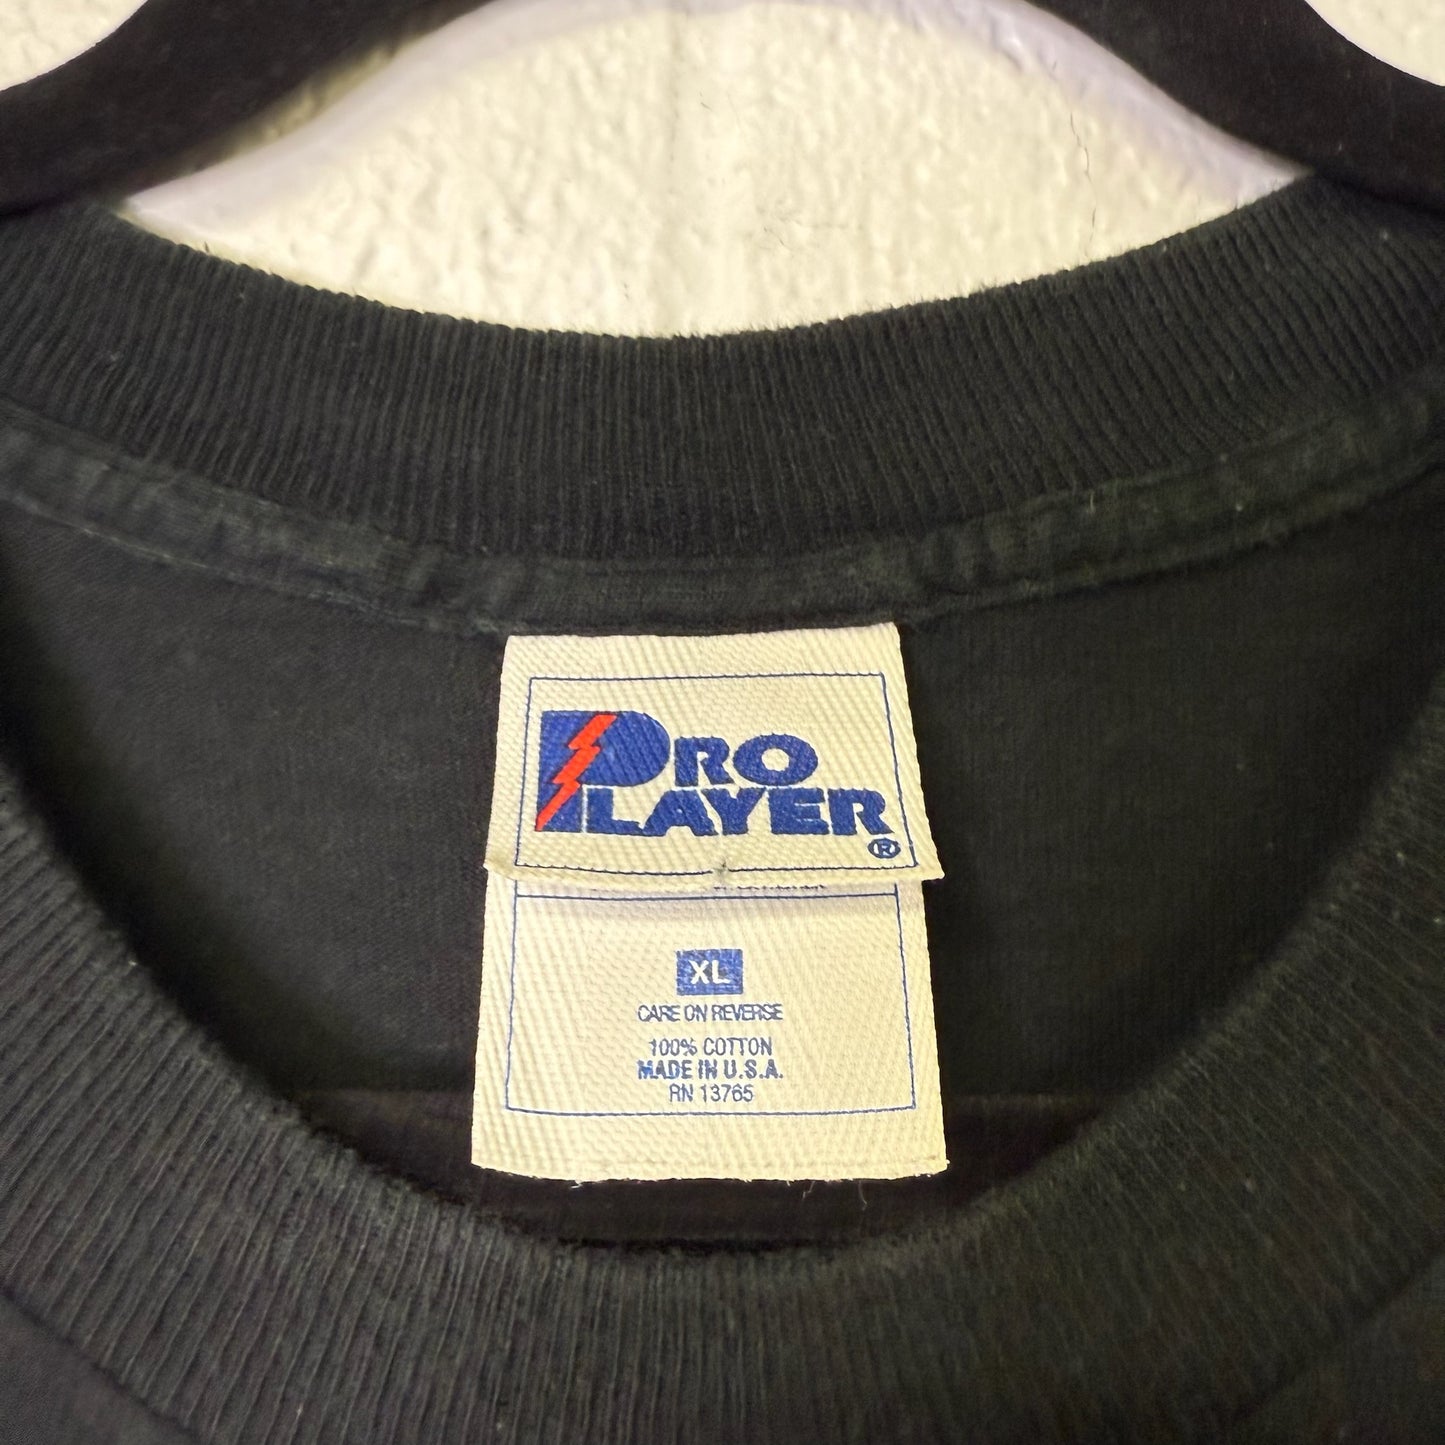 PRO
PLAYER
®
XL
CARE ON REVERSE
100% COTTON
MADE IN U.S.A.
RN 13765